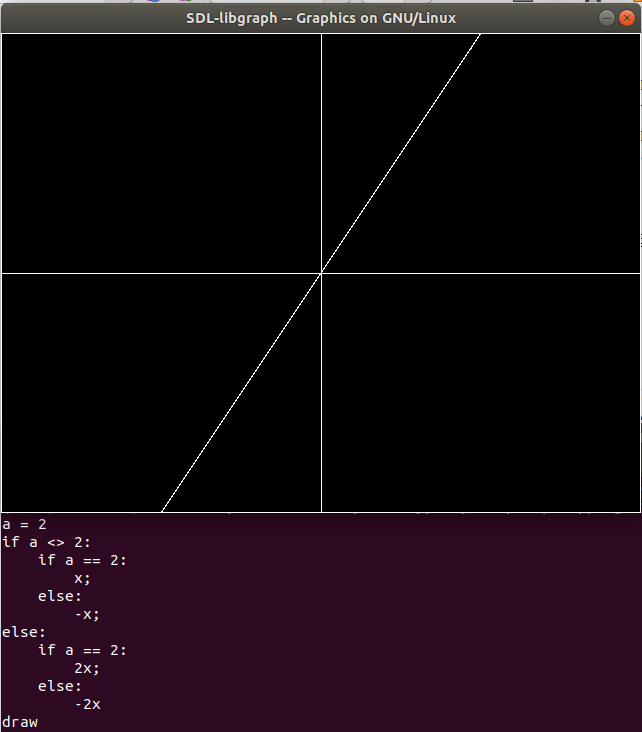 SDL-libgraph -- Graphics on GNU/Linux
a = 2
if a <> 2:
    if a == 2:
        x;
    else:
        -x;
else:
    if a == 2:
        2x;
    else:
        -2x
draw